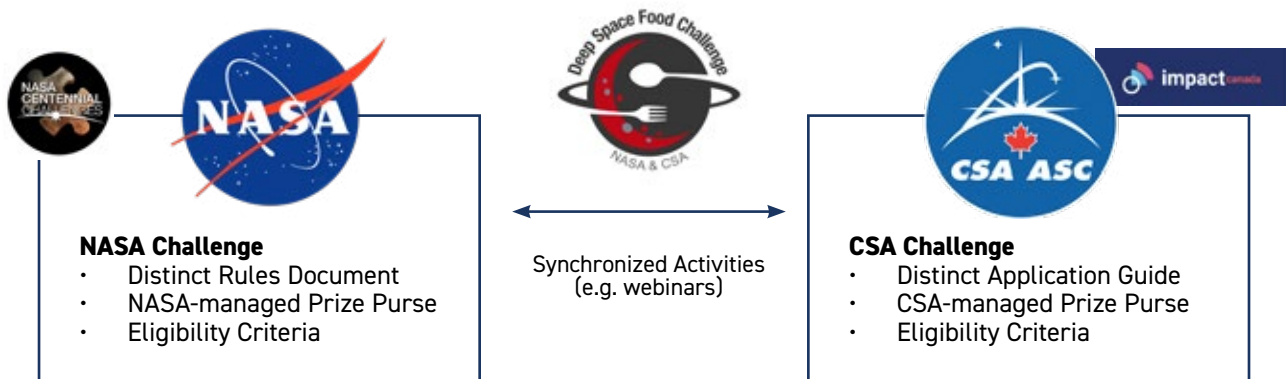 NASA
CENTENNIAL
CHALLENGES
NASA
Deep Space Food Challenge
NASA & CSA
CSA ASC
impact canada
NASA Challenge
· Distinct Rules Document
· NASA-managed Prize Purse
· Eligibility Criteria
Synchronized Activities
(e.g. webinars)
CSA Challenge
· Distinct Application Guide
· CSA-managed Prize Purse
· Eligibility Criteria